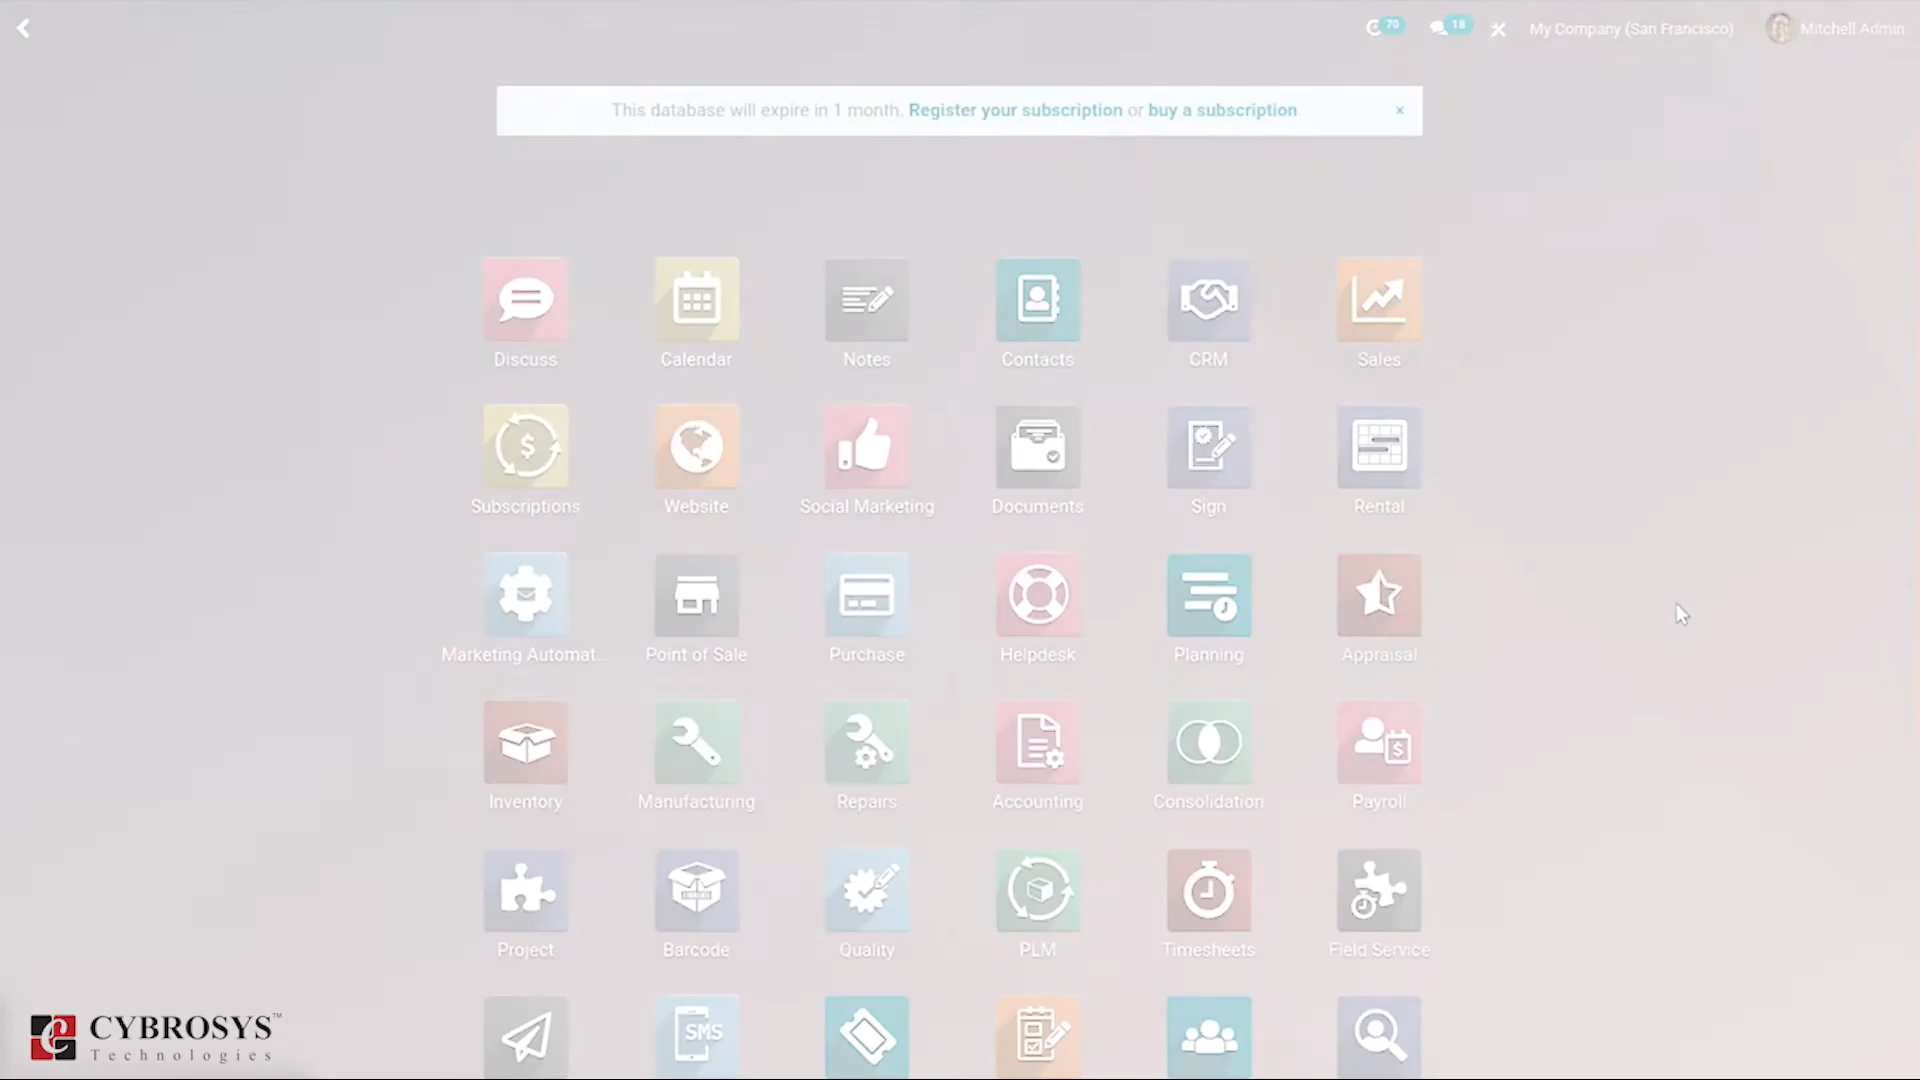 70
18
My Company (San Francisco)
Mitchell Admin
This database will expire in 1 month. Register your subscription or buy a subscription
Discuss
Calendar
Notes
Contacts
CRM
Sales
Subscriptions
Website
Social Marketing
Documents
Sign
Rental
Marketing Automat...
Point of Sale
Purchase
Helpdesk
Planning
Appraisal
Inventory
Manufacturing
Repairs
Accounting
Consolidation
Payroll
Project
Barcode
Quality
PLM
Timesheets
Field Service
SMS
CYBROSYS™
Technologies